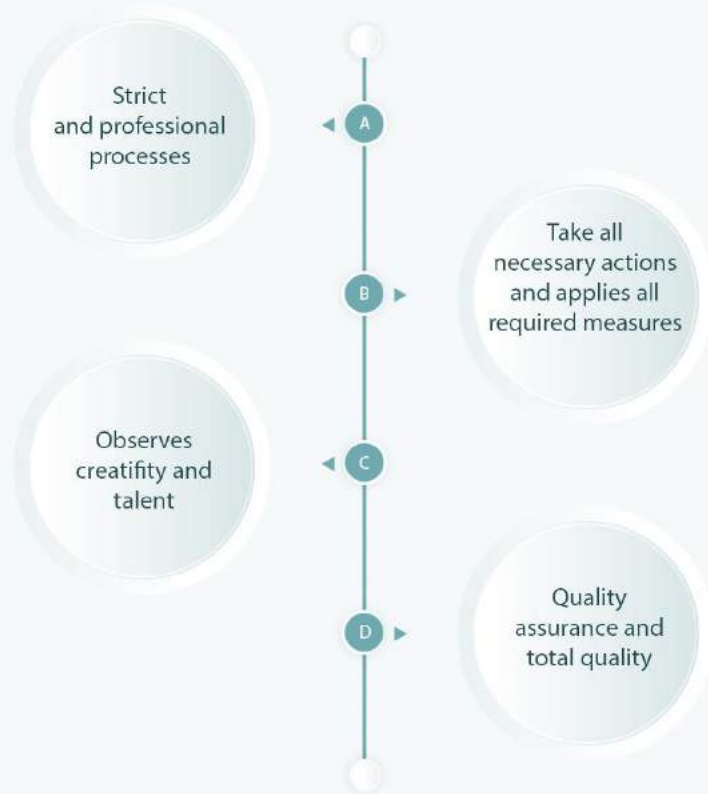 Strict
and professional
processes
A
Take all
necessary actions
and applies all
required measures
B
Observes
creatifity and
talent
C
Quality
assurance and
total quality
D